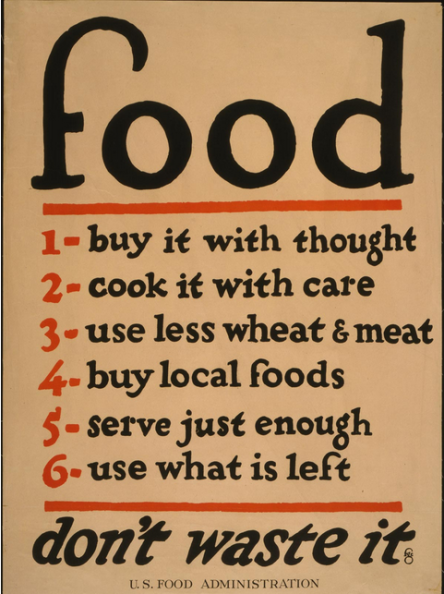 food
1- buy it with thought
2- cook it with care
3- use less wheat & meat
4- buy local foods
5- serve just enough
6- use what is left
don't waste it
U.S. FOOD ADMINISTRATION